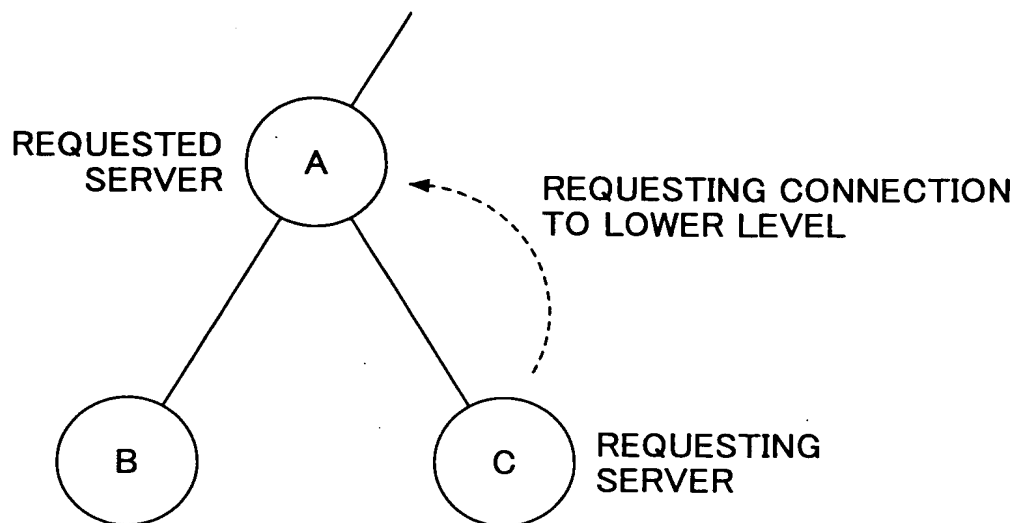 REQUESTED
SERVER
A
REQUESTING CONNECTION
TO LOWER LEVEL
B
C
REQUESTING
SERVER